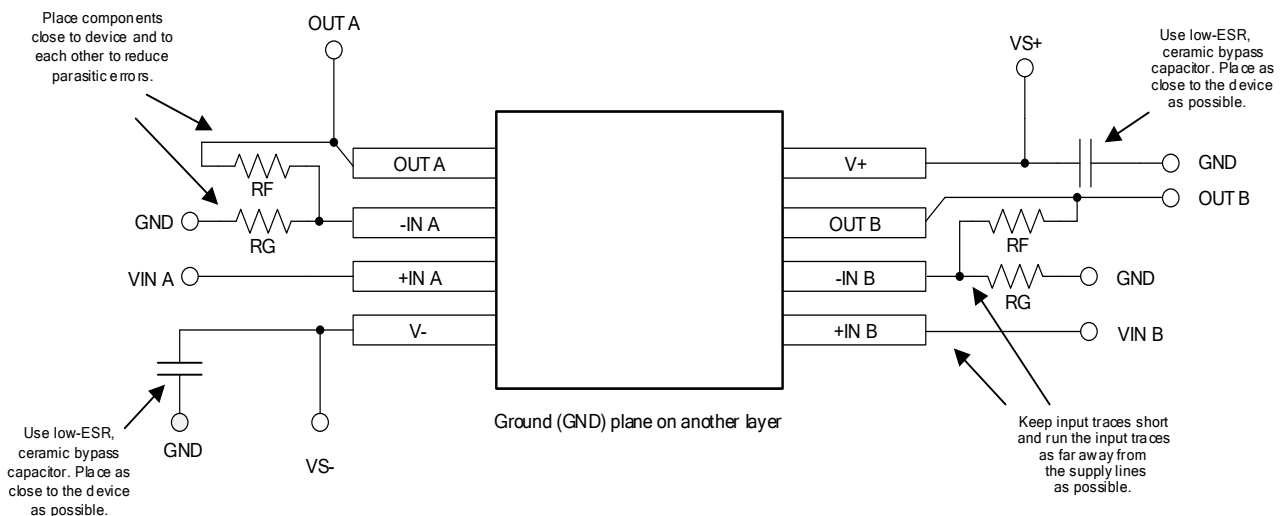 Place components
close to device and to
each other to reduce
parasitic errors.
OUT A
VS+
Use low-ESR,
ceramic bypass
capacitor. Place as
close to the device
as possible.
OUT A
RF
GND
RG
-IN A
VIN A
+IN A
V-
V+
GND
OUT B
OUT B
RF
-IN B
RG
GND
+IN B
VIN B
Use low-ESR,
ceramic bypass
capacitor. Place as
close to the device
as possible.
GND
VS-
Ground (GND) plane on another layer
Keep input traces short
and run the input traces
as far away from
the supply lines
as possible.